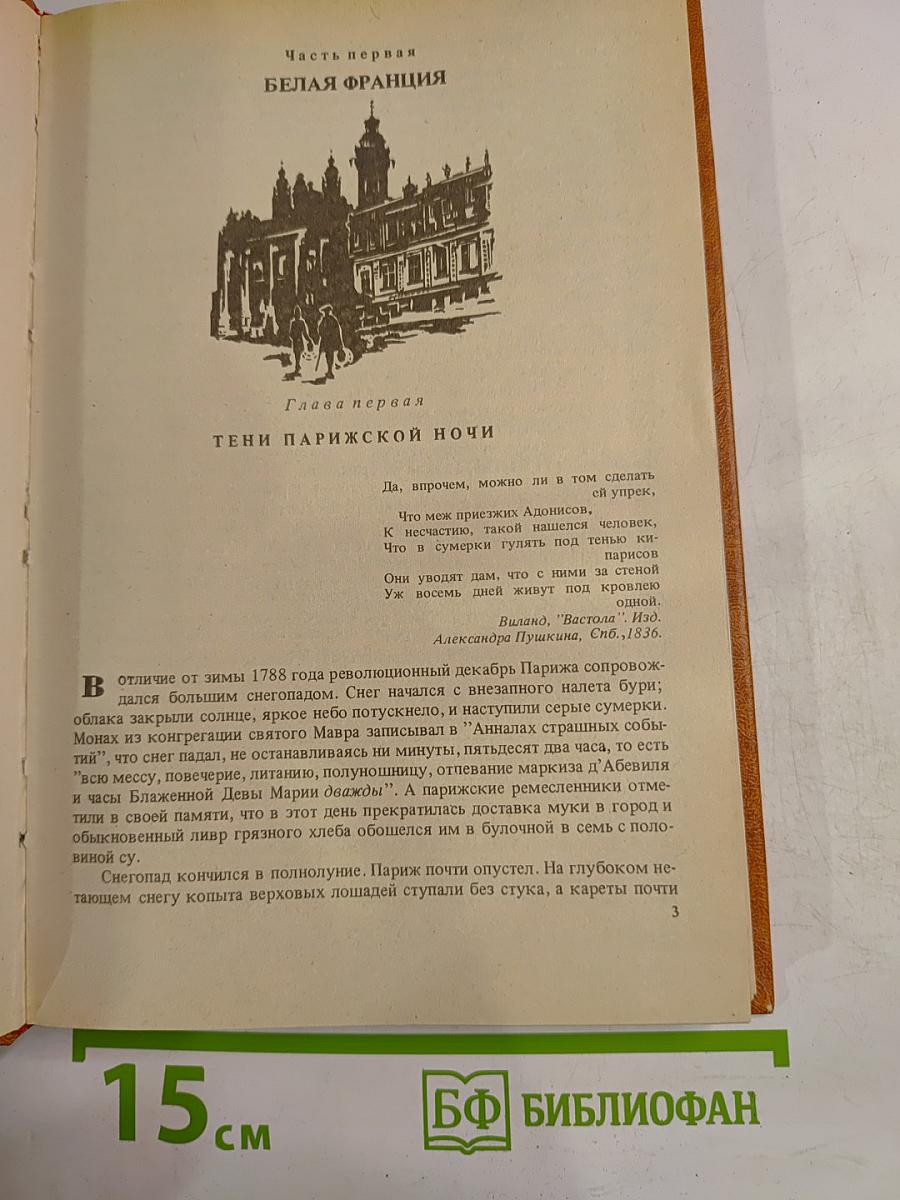 Часть первая
БЕЛАЯ ФРАНЦИЯ
Глава первая
ТЕНИ ПАРИЖСКОЙ НОЧИ
Да, впрочем, можно ли в том сделать
ей упрек,
Что меж приезжих Адонисов,
К несчастию, такой нашелся человек,
Что в сумерки гулять под тенью ки-
парисов
Они уводят дам, что с ними за стеной
Уж восемь дней живут под кровлею
одной.
Виланд, "Вастола". Изд.
Александра Пушкина, Спб., 1836.
В отличие от зимы 1788 года революционный декабрь Парижа сопровож-
дался большим снегопадом. Снег начался с внезапного налета бури;
облака закрыли солнце, яркое небо потускнело, и наступили серые сумерки.
Монах из конгрегации святого Мавра записывал в "Анналах страшных собы-
тий", что снег падал, не останавливаясь ни минуты, пятьдесят два часа, то есть
"всю мессу, повечерие, литанию, полуношницу, отпевание маркиза д'Абевиля
и часы Блаженной Девы Марии дважды". А парижские ремесленники отме-
тили в своей памяти, что в этот день прекратилась доставка муки в город и
обыкновенный ливр грязного хлеба обошелся им в булочной в семь с поло-
виной су.
Снегопад кончился в полнолуние. Париж почти опустел. На глубоком не-
тающем снегу копыта верховых лошадей ступали без стука, а кареты почти
3
15 см
БФ БИБЛИОФАН